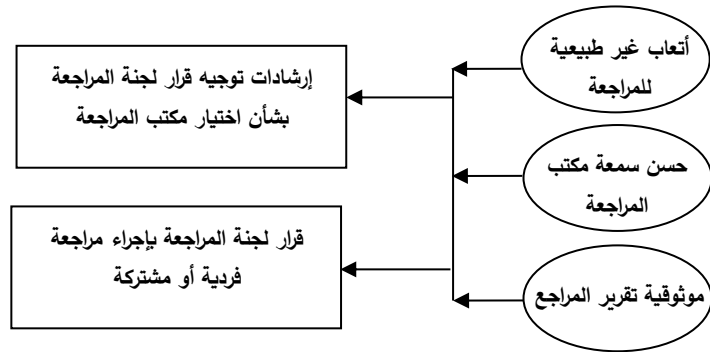 أتعاب غير طبيعية
للمراجعة
إرشادات توجيه قرار لجنة المراجعة
بشأن اختيار مكتب المراجعة
حسن سمعة مكتب
المراجعة
قرار لجنة المراجعة بإجراء مراجعة
فردية أو مشتركة
موثوقية تقرير المراجع